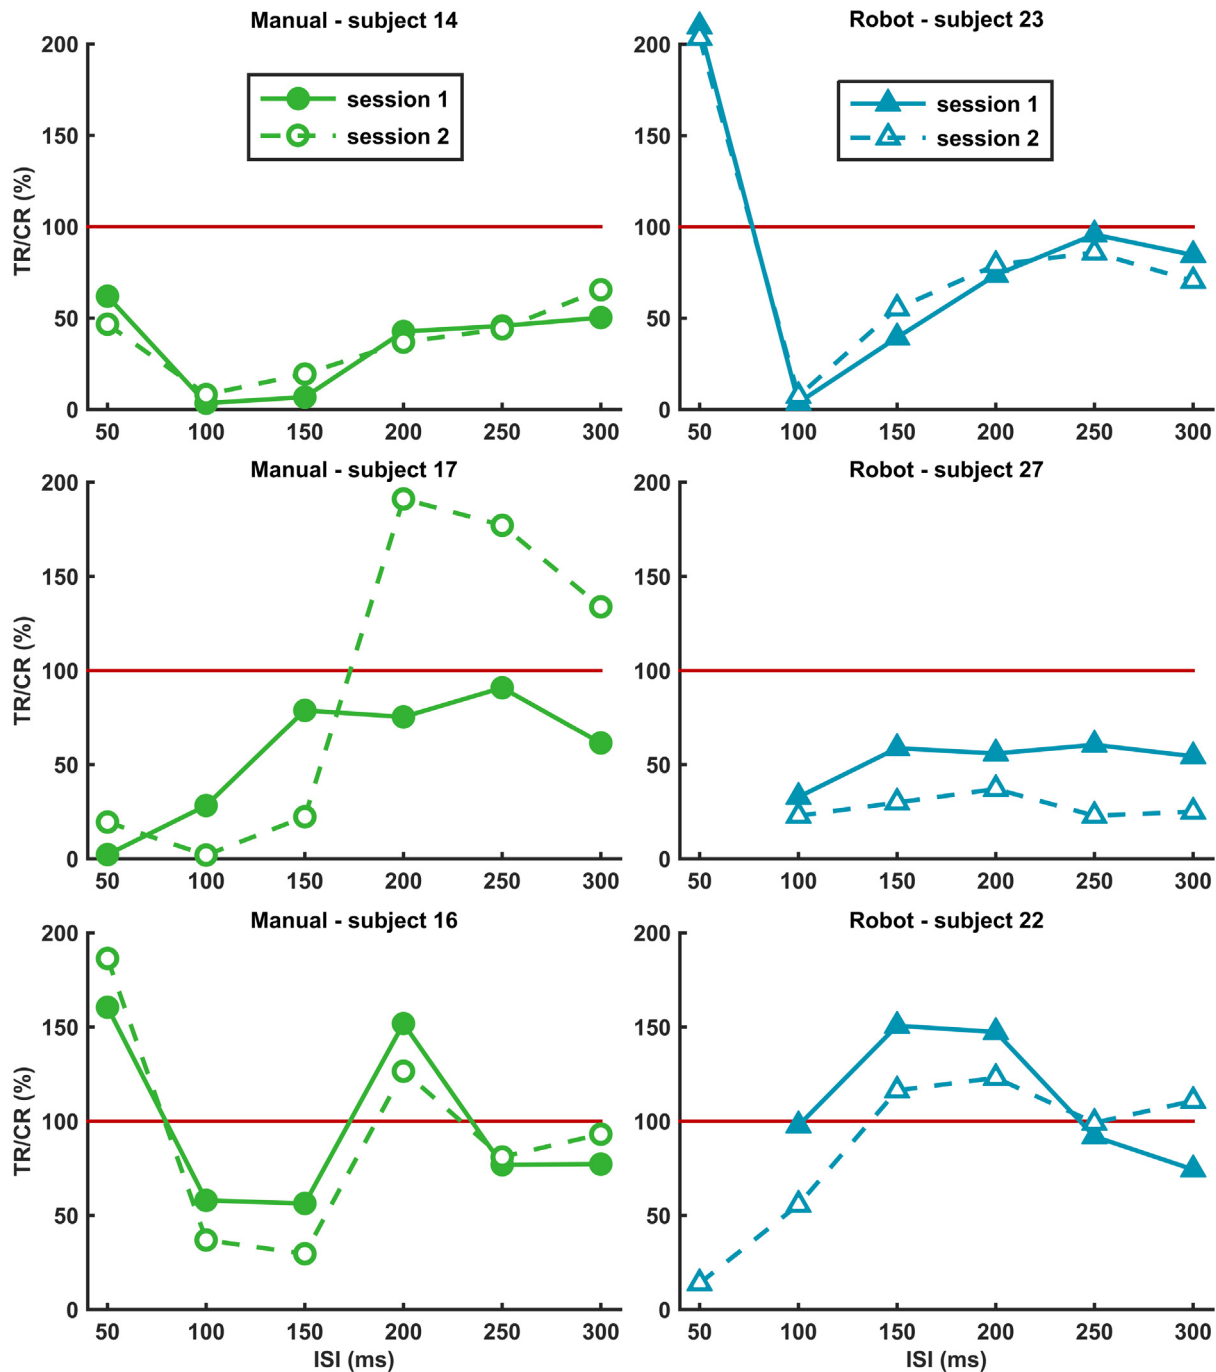 Manual - subject 14
200
150
100
50
0
TR/CR (%)
session 1
session 2
50 100 150 200 250 300
Robot - subject 23
200
150
100
50
0
session 1
session 2
50 100 150 200 250 300
Manual - subject 17
200
150
100
50
0
TR/CR (%)
50 100 150 200 250 300
Robot - subject 27
200
150
100
50
0
50 100 150 200 250 300
Manual - subject 16
200
150
100
50
0
TR/CR (%)
50 100 150 200 250 300
ISI (ms)
Robot - subject 22
200
150
100
50
0
50 100 150 200 250 300
ISI (ms)